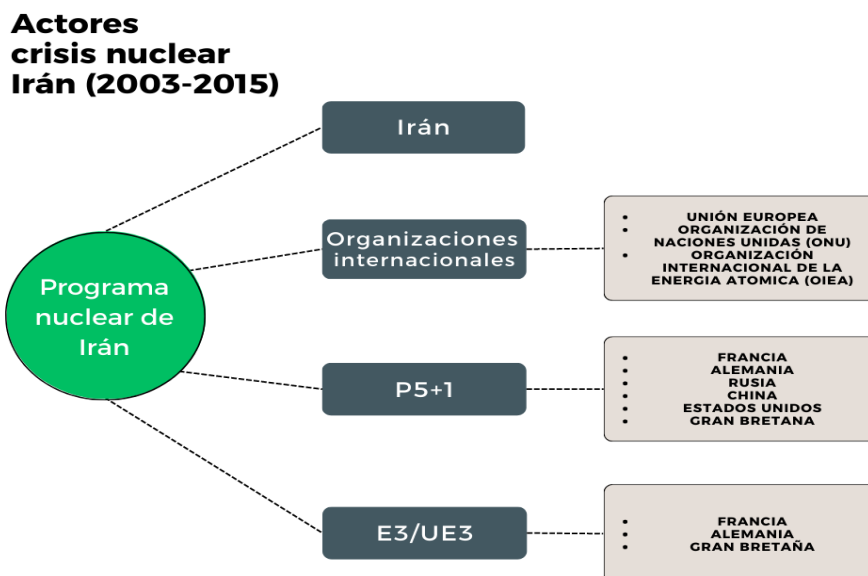 Actores
crisis nuclear
Irán (2003-2015)
Programa
nuclear de
Irán
Irán
Organizaciones
internacionales
• UNIÓN EUROPEA
• ORGANIZACIÓN DE
NACIONES UNIDAS (ONU)
• ORGANIZACIÓN
INTERNACIONAL DE LA
ENERGIA ATOMICA (OIEA)
P5+1
• FRANCIA
• ALEMANIA
• RUSIA
• CHINA
• ESTADOS UNIDOS
• GRAN BRETANA
E3/UE3
• FRANCIA
• ALEMANIA
• GRAN BRETAÑA